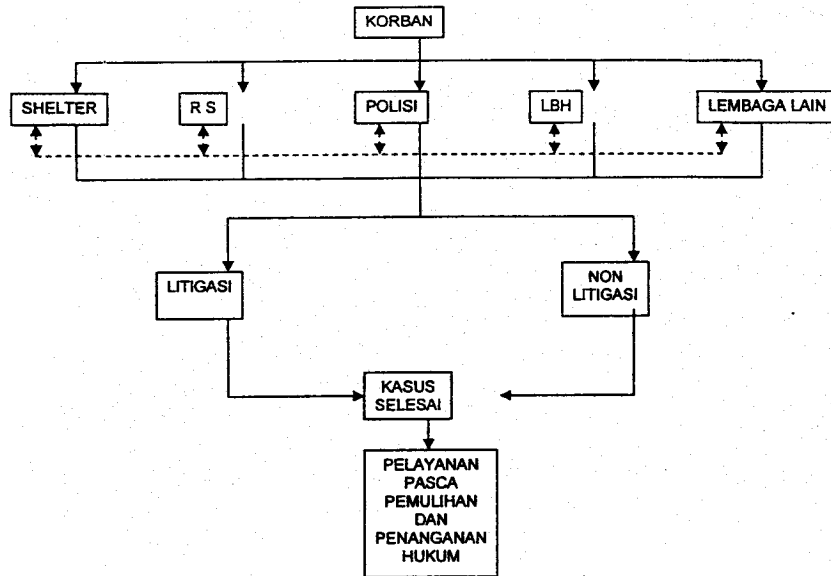 KORBAN
SHELTER
R S
POLISI
LBH
LEMBAGA LAIN
LITIGASI
NON
LITIGASI
KASUS
SELESAI
PELAYANAN
PASCA
PEMULIHAN
DAN
PENANGANAN
HUKUM